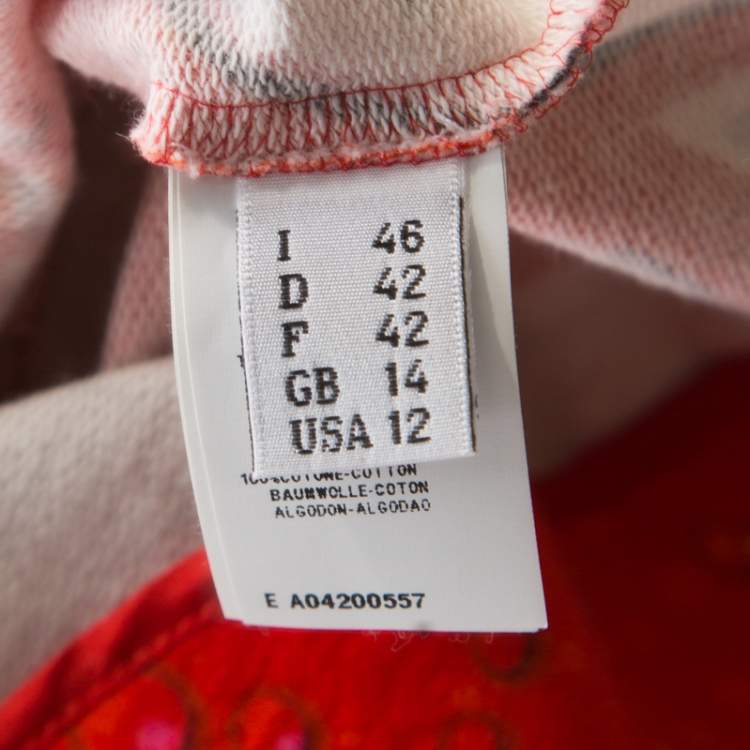 I 46
D 42
F 42
GB 14
USA 12
100%COTONE-COTTON
BAUMWOLLE-COTON
ALGODON-ALGODAO
E A04200557